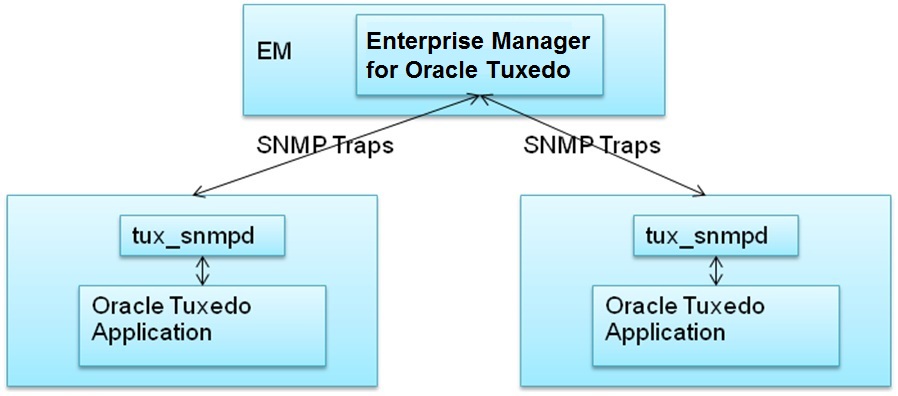 EM
Enterprise Manager
for Oracle Tuxedo
SNMP Traps
SNMP Traps
tux_snmpd
Oracle Tuxedo
Application
tux_snmpd
Oracle Tuxedo
Application